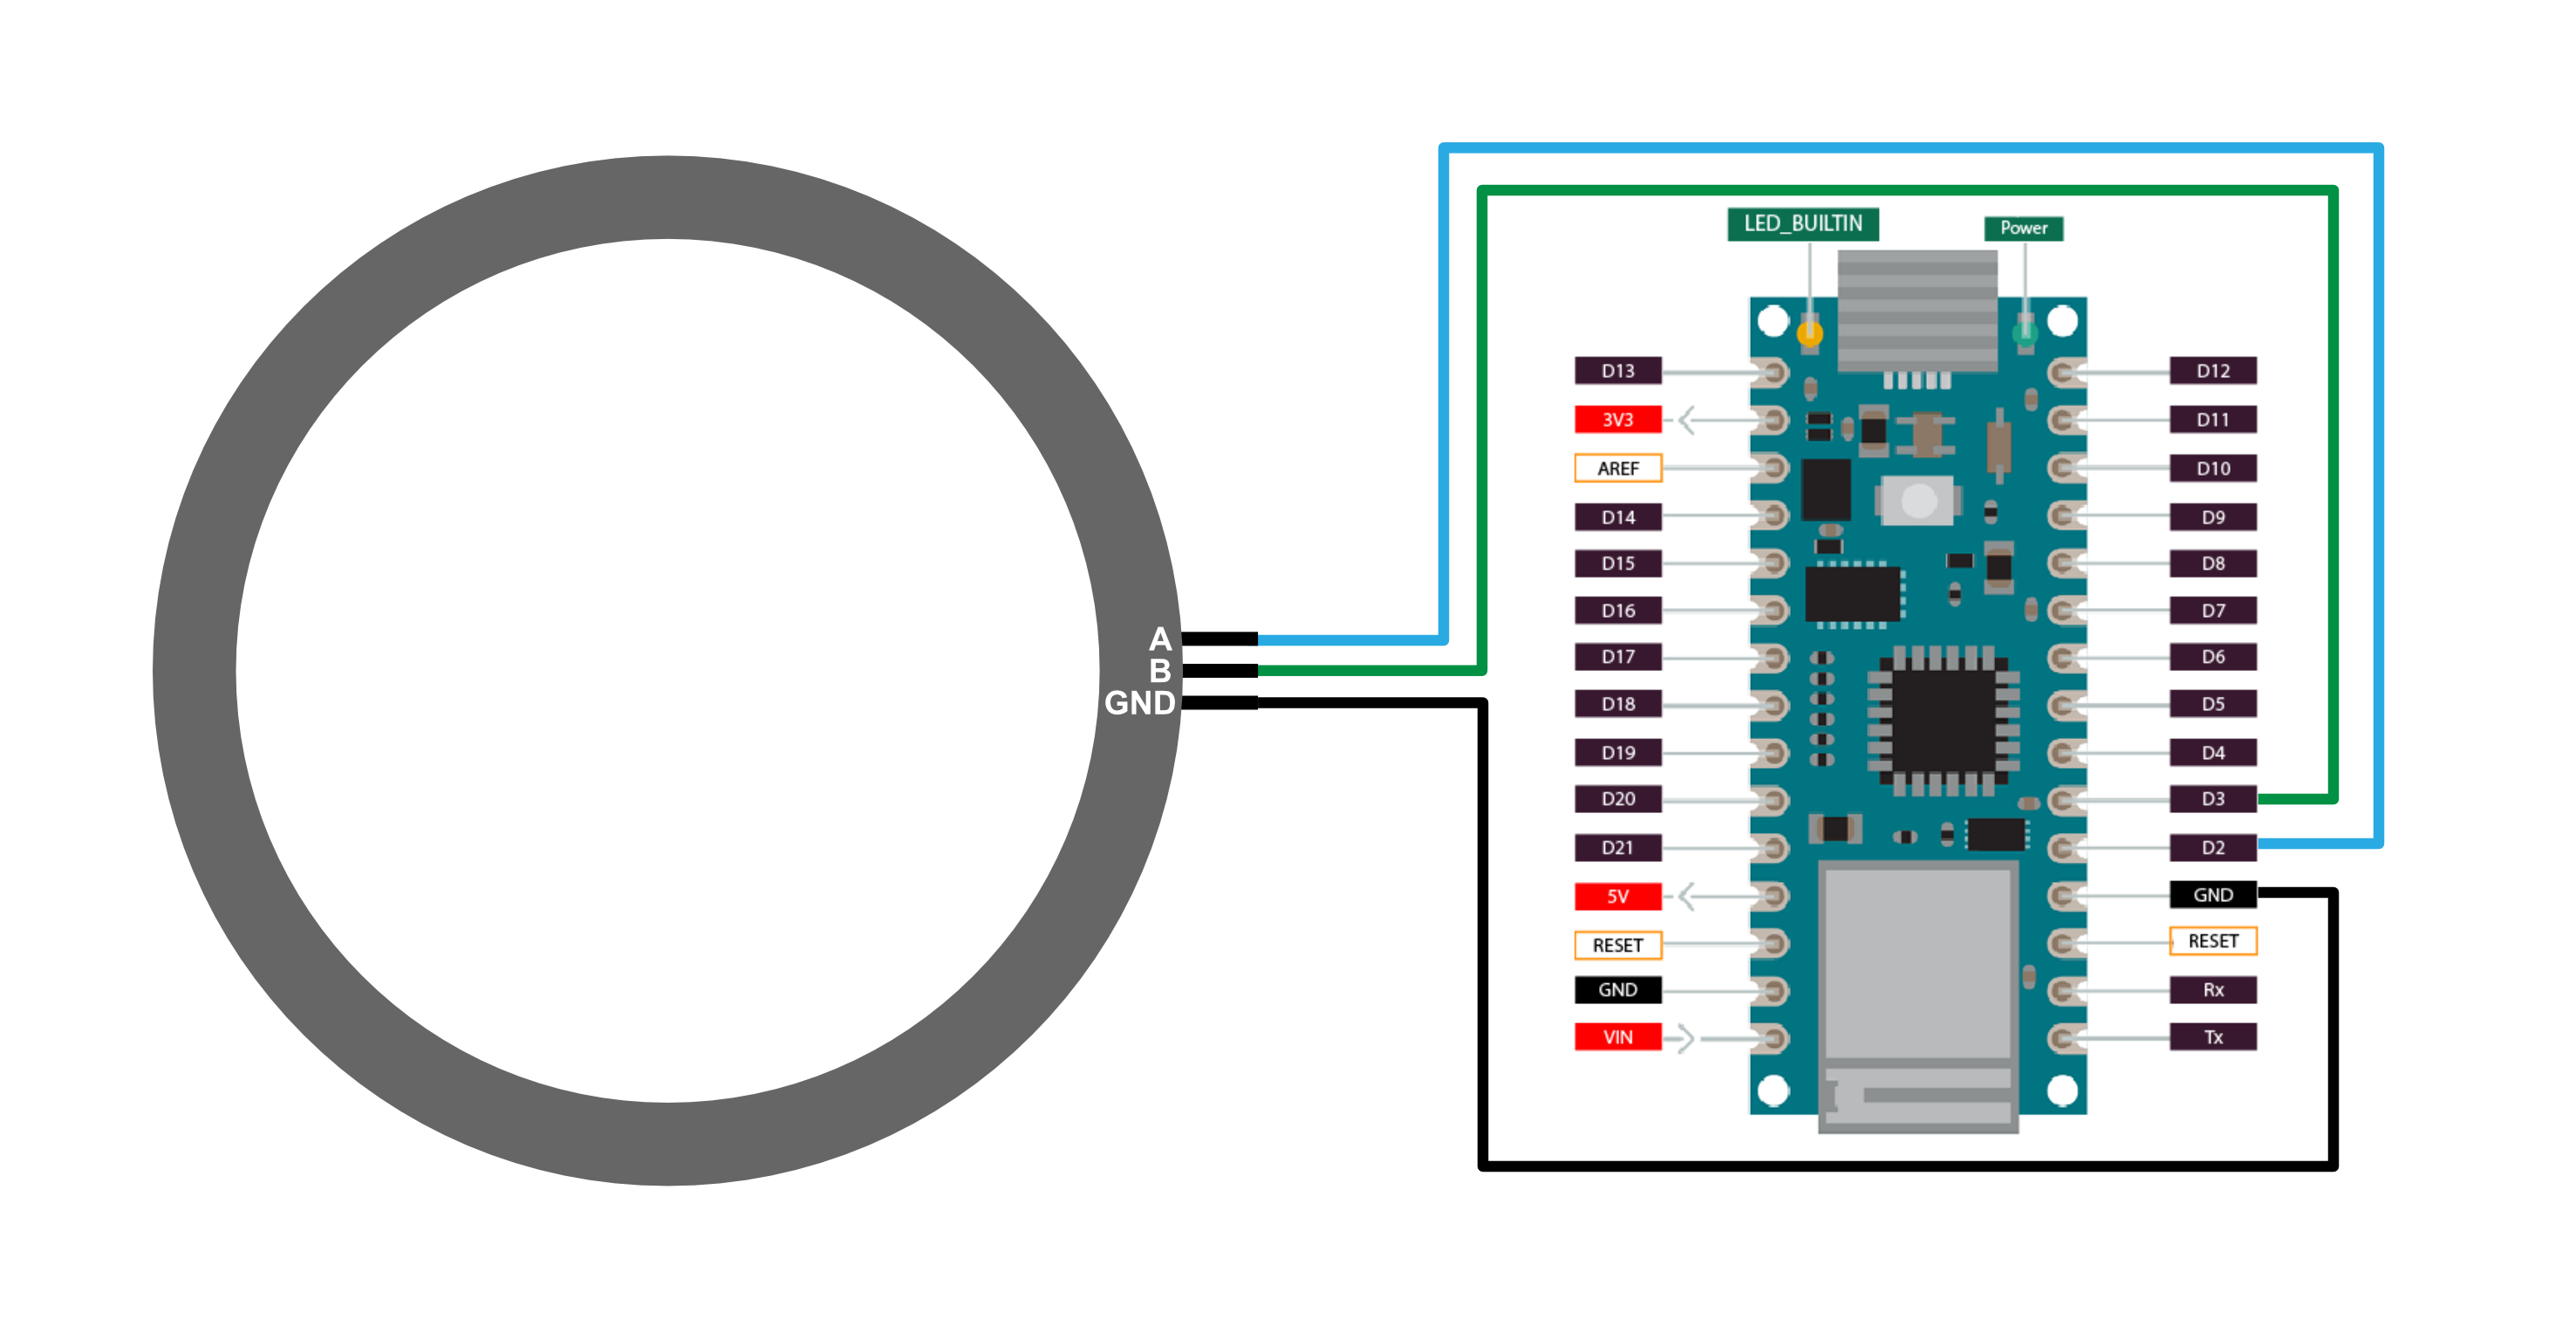 LED_BUILTIN
Power
D13
3V3
AREF
D14
D15
D16
D17
D18
D19
D20
D21
5V
RESET
GND
VIN
D12
D11
D10
D9
D8
D7
D6
D5
D4
D3
D2
GND
RESET
Rx
Tx
A
B
GND